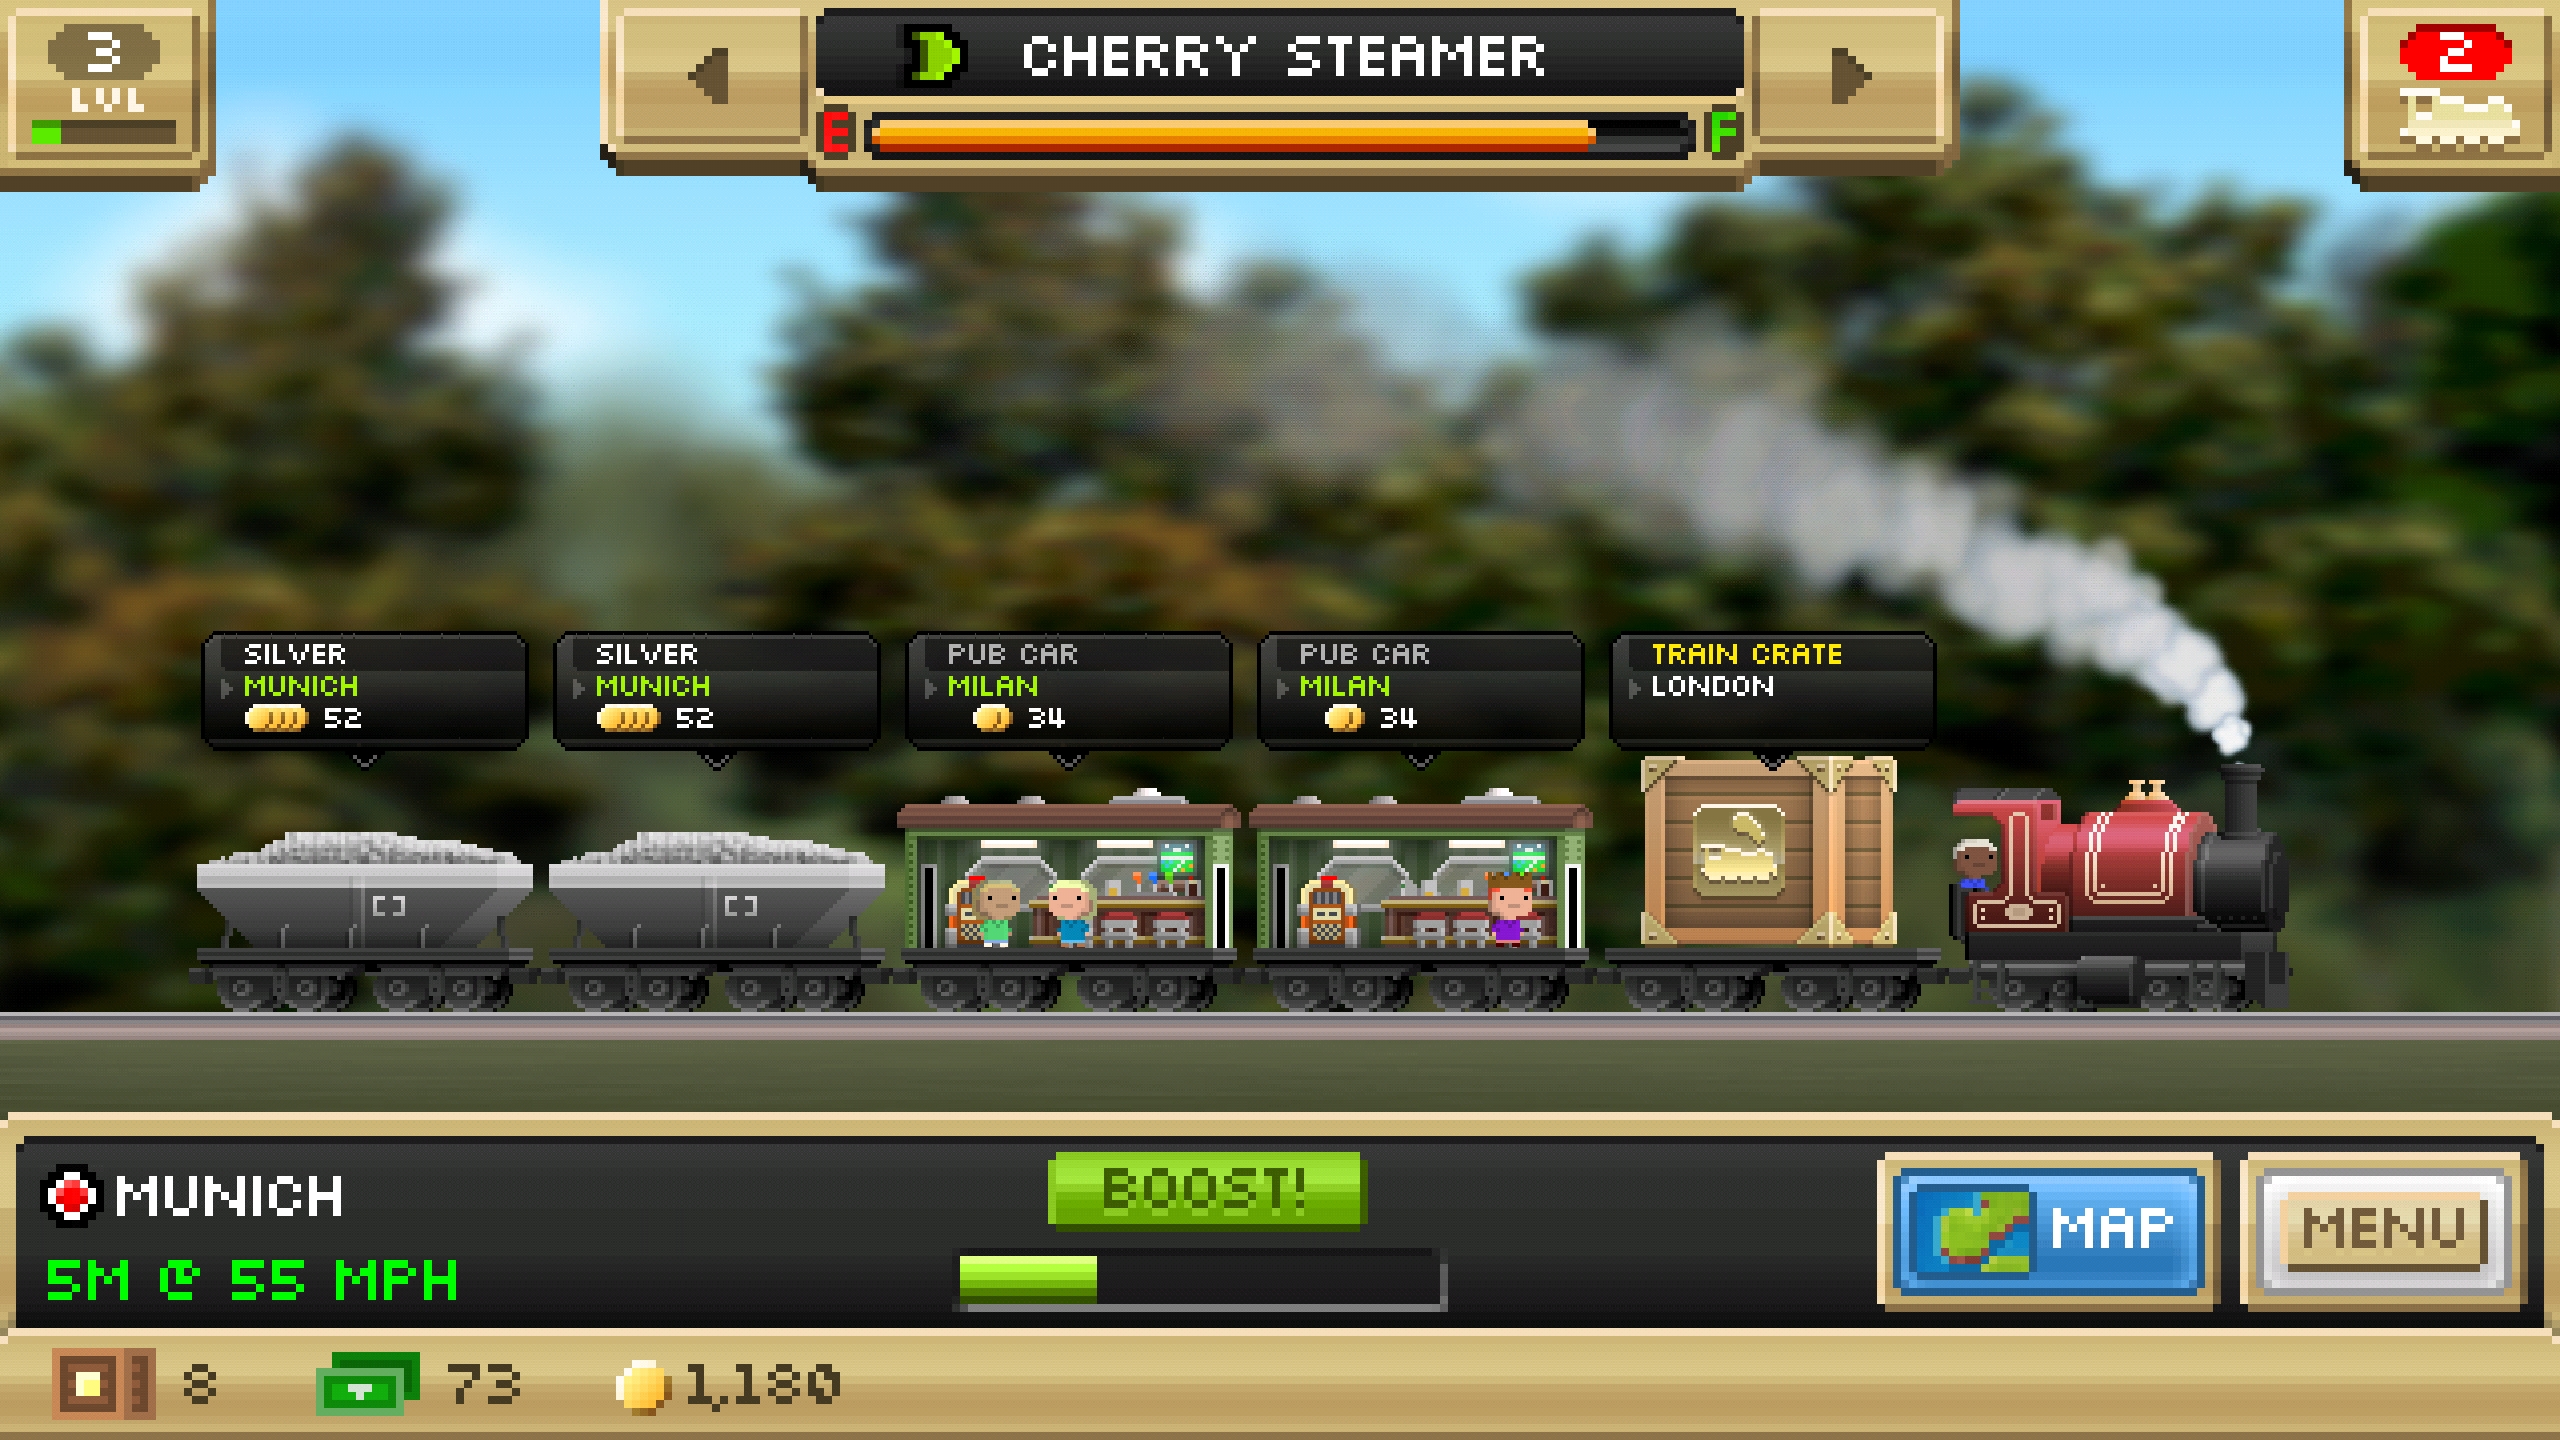 3
LVL
CHERRY STEAMER
E F
2
SILVER
MUNICH
52
SILVER
MUNICH
52
PUB CAR
MILAN
34
PUB CAR
MILAN
34
TRAIN CRATE
LONDON
MUNICH
5M @ 55 MPH
BOOST!
MAP
MENU
8
73
1,180